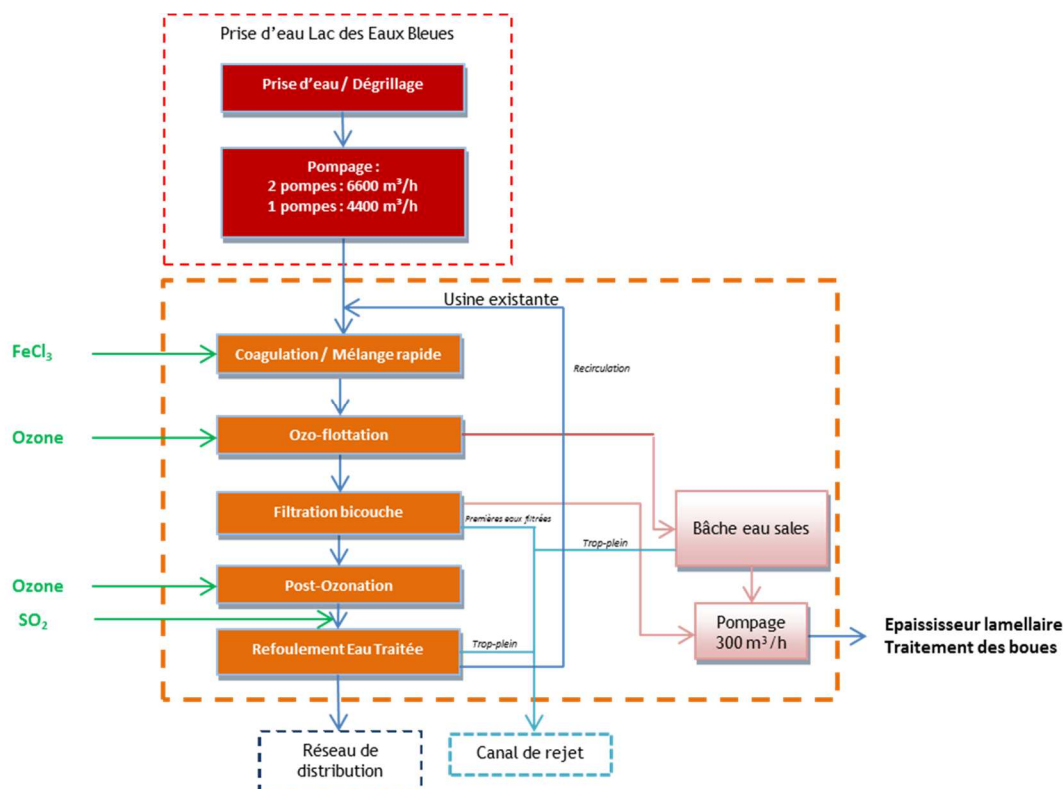 Prise d’eau Lac des Eaux Bleues
Prise d’eau / Dégrillage
Pompage :
2 pompes : 6600 m³/h
1 pompes : 4400 m³/h
Usine existante
FeCl₃
Coagulation / Mélange rapide
Recirculation
Ozone
Ozo-flottation
Filtration bicouche
Premières eaux filtrées
Bâche eau sales
Trop-plein
Ozone
Post-Ozonation
SO₂
Pompage
300 m³/h
Epaississeur lamellaire
Traitement des boues
Refoulement Eau Traitée
Trop-plein
Réseau de
distribution
Canal de rejet